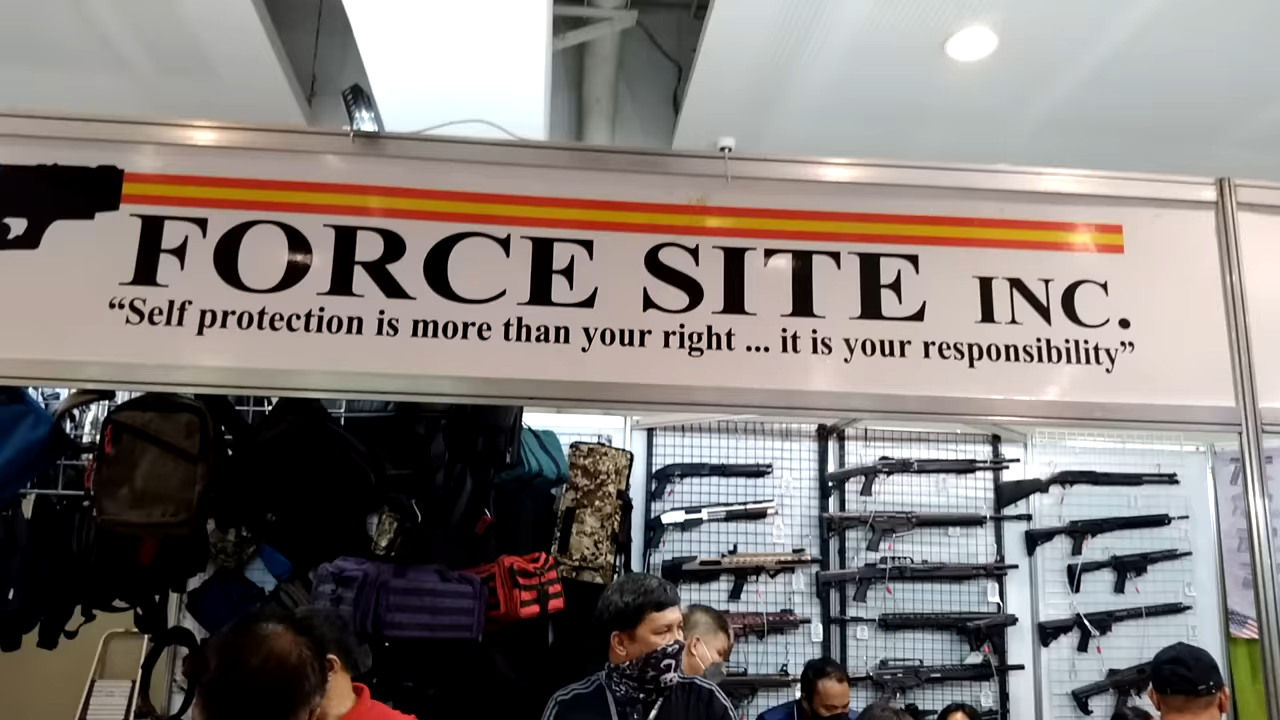 FORCE SITE INC.
“Self protection is more than your right ... it is your responsibility”